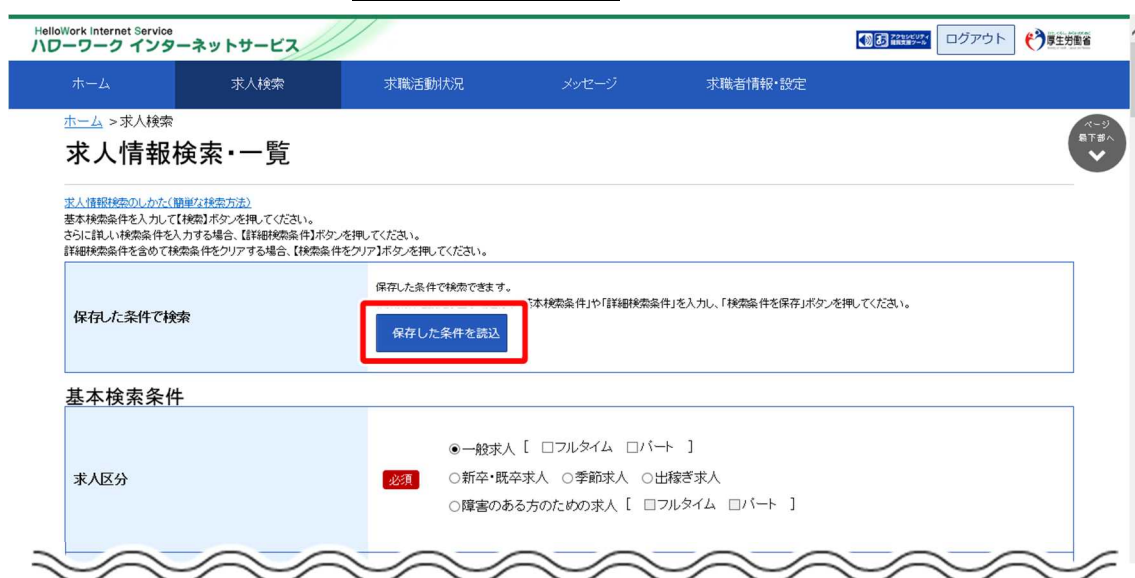 HelloWork Internet Service
ハローワーク インターネットサービス
アクセシビリティ
閲覧支援ツール
ログアウト
厚生労働省
ホーム 求人検索 求職活動状況 メッセージ 求職者情報・設定
ホーム >求人検索
ページ
最下部へ
求人情報検索・一覧
求人情報検索のしかた(簡単な検索方法)
基本検索条件を入力して【検索】ボタンを押してください。
さらに詳しい検索条件を入力する場合、【詳細検索条件】ボタンを押してください。
詳細検索条件を含めて検索条件をクリアする場合、【検索条件をクリア】ボタンを押してください。
保存した条件で検索できます。
本検索条件」や「詳細検索条件」を入力し、「検索条件を保存」ボタンを押してください。
保存した条件で検索
保存した条件を読込
基本検索条件
一般求人 [ フルタイム パート ]
求人区分 必須 新卒・既卒求人 季節求人 出稼ぎ求人
障害のある方のための求人 [ フルタイム パート ]